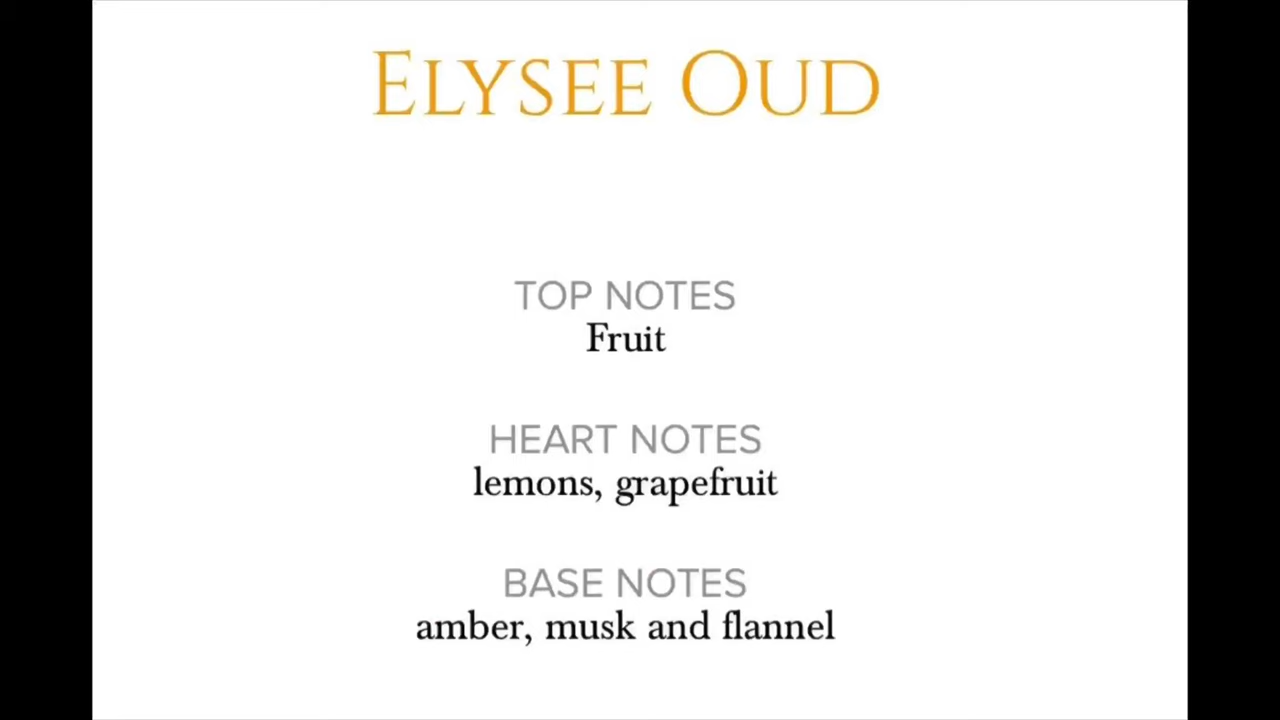 Elysee Oud
TOP NOTES
Fruit
HEART NOTES
lemons, grapefruit
BASE NOTES
amber, musk and flannel